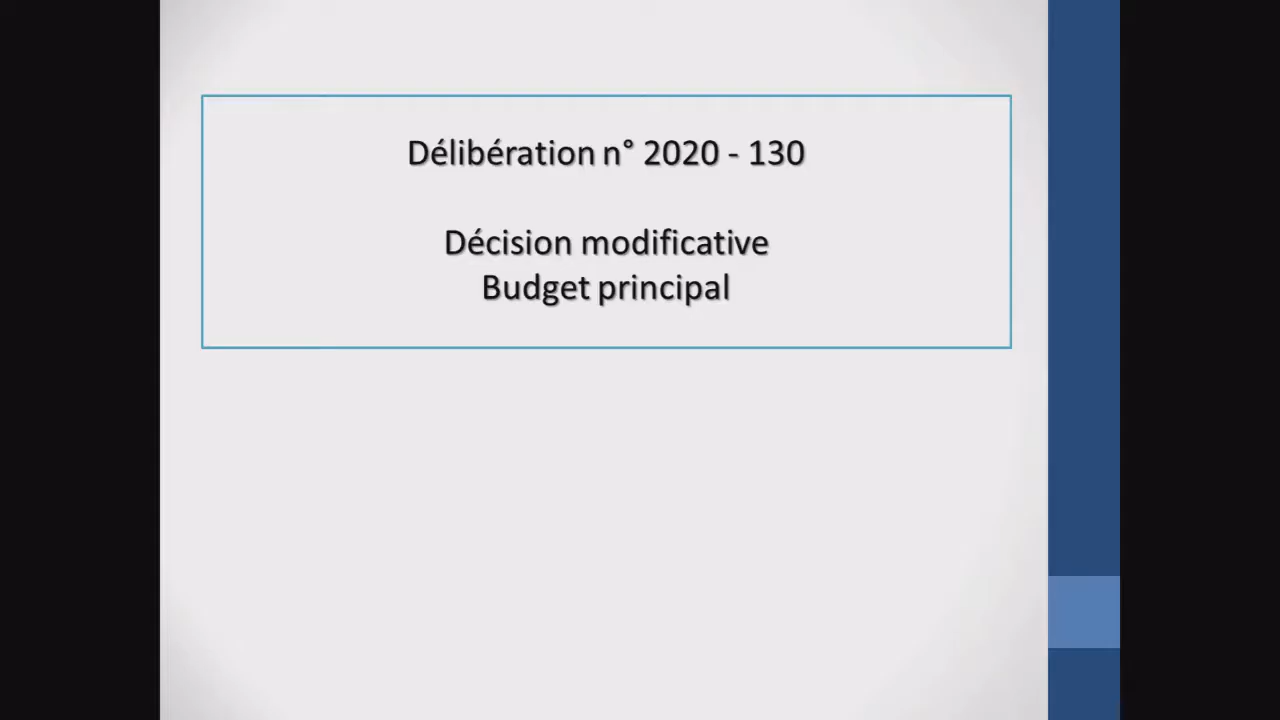 Délibération n° 2020 - 130
Décision modificative
Budget principal